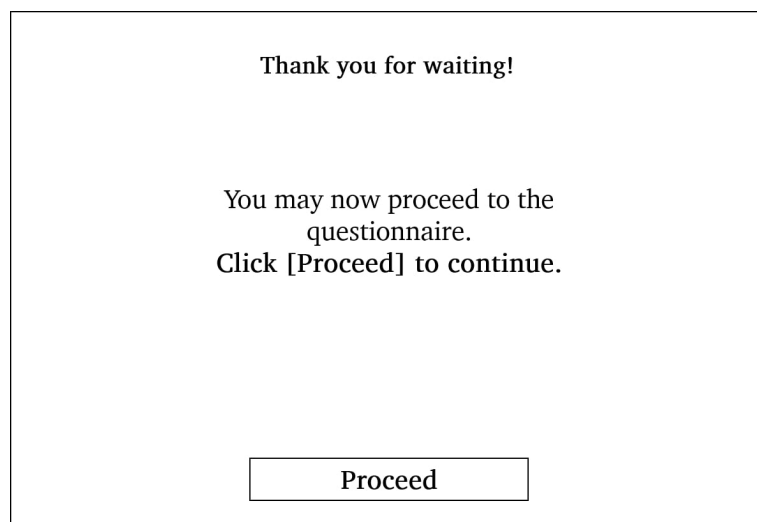 Thank you for waiting!
You may now proceed to the
questionnaire.
Click [Proceed] to continue.
Proceed